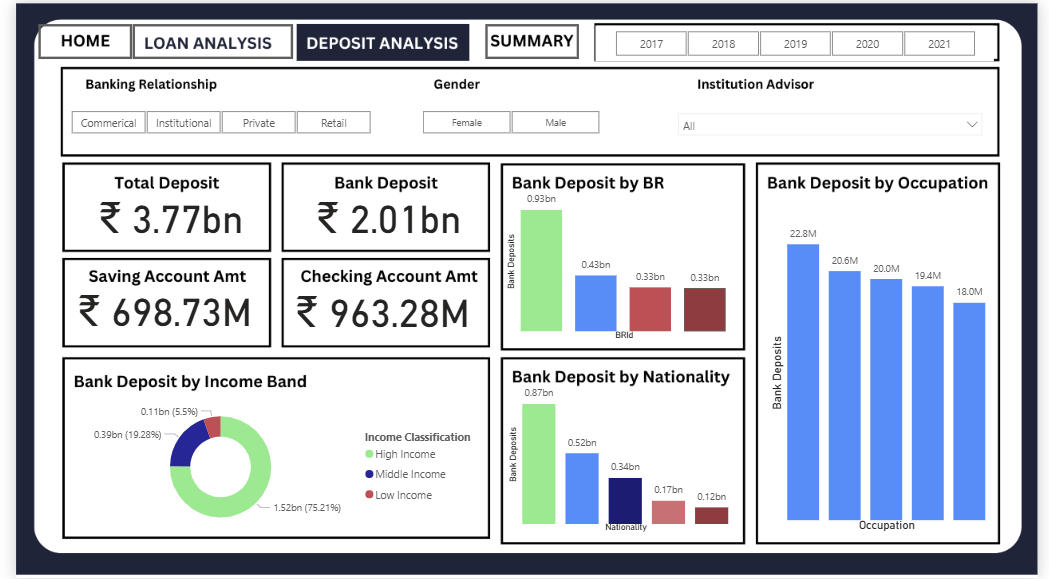 HOME
LOAN ANALYSIS
DEPOSIT ANALYSIS
SUMMARY
2017
2018
2019
2020
2021
Banking Relationship
Commerical
Institutional
Private
Retail
Gender
Female
Male
Institution Advisor
All
Total Deposit
₹ 3.77bn
Bank Deposit
₹ 2.01bn
Saving Account Amt
₹ 698.73M
Checking Account Amt
₹ 963.28M
Bank Deposit by BR
0.93bn
0.43bn
0.33bn
0.33bn
Bank Deposits
BRId
Bank Deposit by Occupation
22.8M
20.6M
20.0M
19.4M
18.0M
Bank Deposits
Occupation
Bank Deposit by Income Band
0.11bn (5.5%)
0.39bn (19.28%)
1.52bn (75.21%)
Income Classification
High Income
Middle Income
Low Income
Bank Deposit by Nationality
0.87bn
0.52bn
0.34bn
0.17bn
0.12bn
Bank Deposits
Nationality